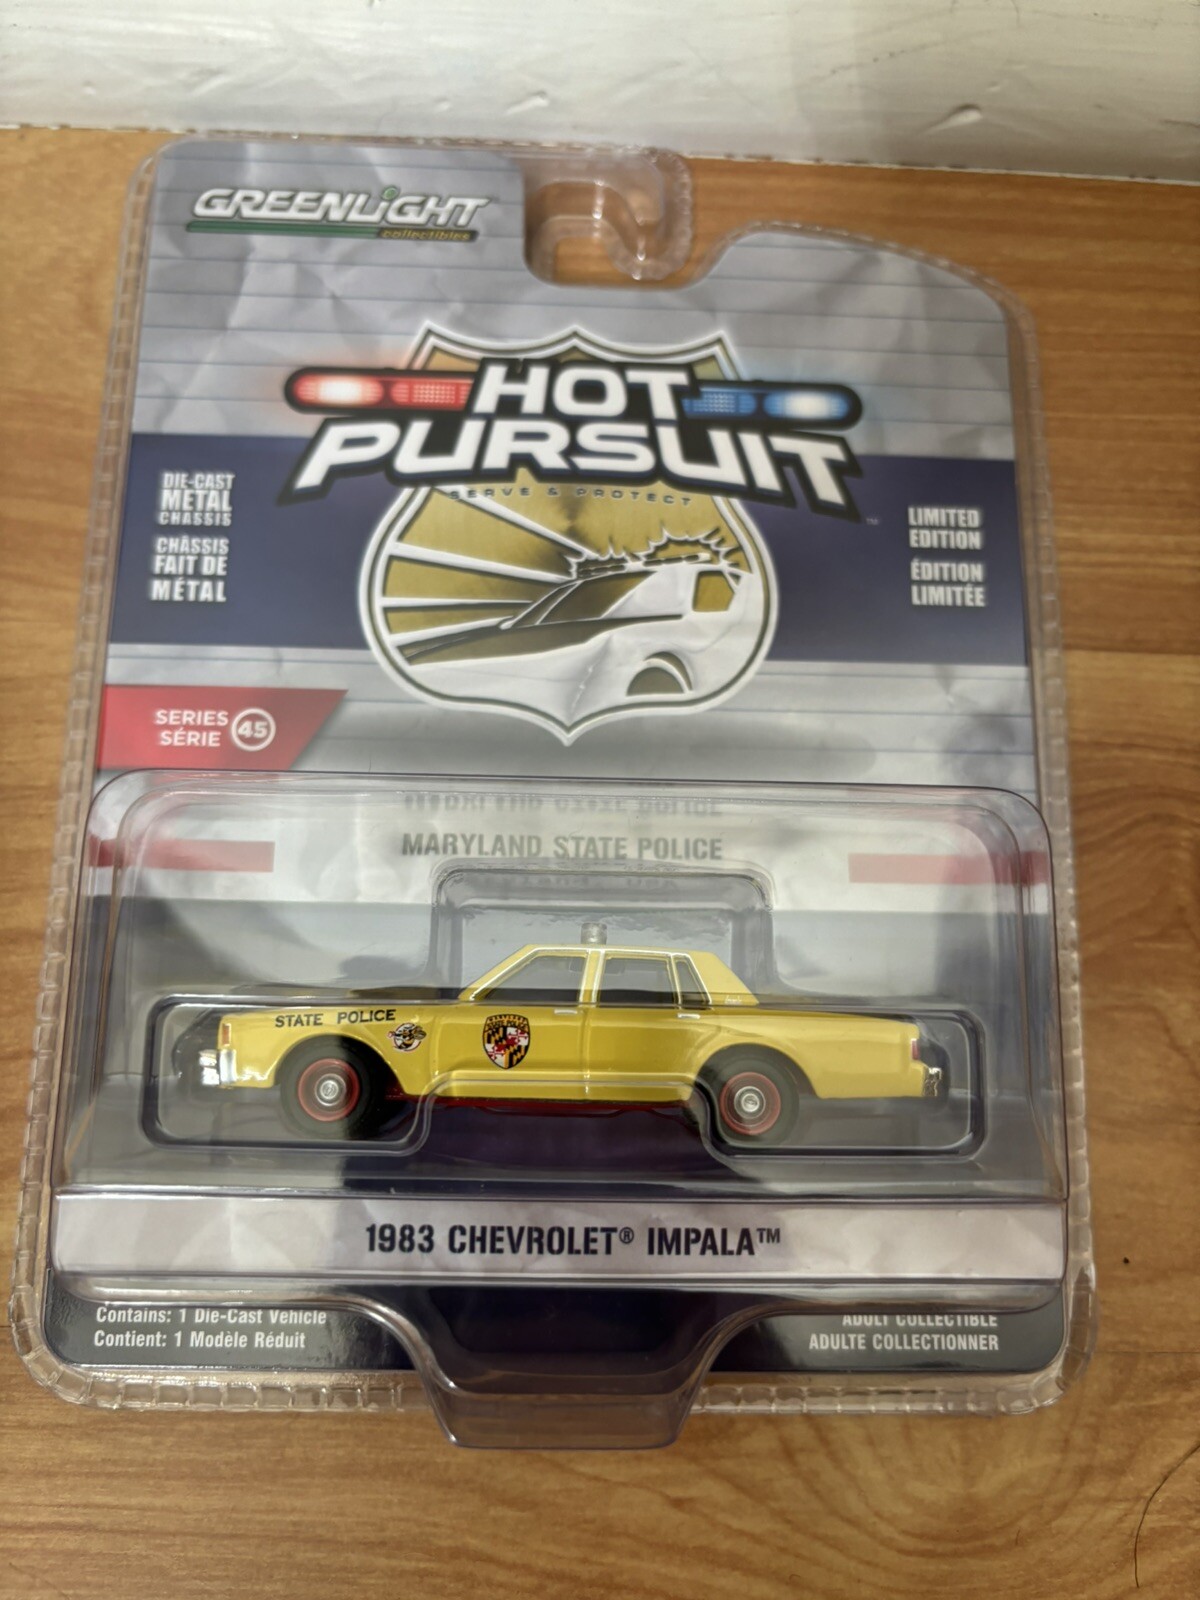 GREENLiGHT
collectibles
HOT
PURSUIT™
SERVE & PROTECT
DIE-CAST
METAL
CHASSIS
CHÂSSIS
FAIT DE
MÉTAL
LIMITED
EDITION
ÉDITION
LIMITÉE
SERIES
SÉRIE
45
MARYLAND STATE POLICE
STATE POLICE
Impala
1983 CHEVROLET® IMPALA™
Contains: 1 Die-Cast Vehicle
Contient: 1 Modèle Réduit
ADULT COLLECTIBLE
ADULTE COLLECTIONNER